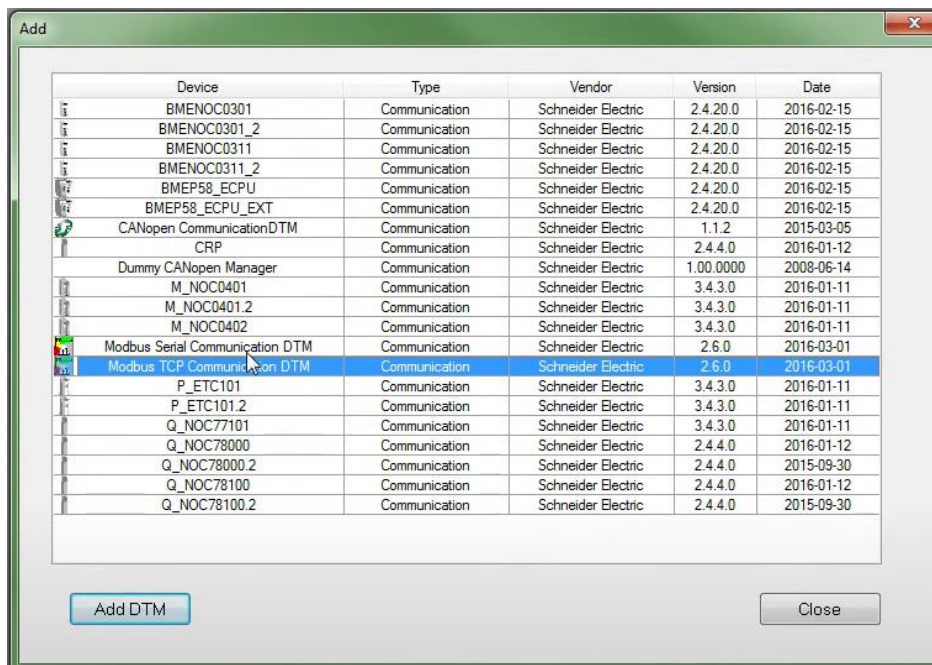 Add
Device Type Vendor Version Date
BMENOC0301 Communication Schneider Electric 2.4.20.0 2016-02-15
BMENOC0301_2 Communication Schneider Electric 2.4.20.0 2016-02-15
BMENOC0311 Communication Schneider Electric 2.4.20.0 2016-02-15
BMENOC0311_2 Communication Schneider Electric 2.4.20.0 2016-02-15
BMEP58_ECPU Communication Schneider Electric 2.4.20.0 2016-02-15
BMEP58_ECPU_EXT Communication Schneider Electric 2.4.20.0 2016-02-15
CANopen CommunicationDTM Communication Schneider Electric 1.1.2 2015-03-05
CRP Communication Schneider Electric 2.4.4.0 2016-01-12
Dummy CANopen Manager Communication Schneider Electric 1.00.0000 2008-06-14
M_NOC0401 Communication Schneider Electric 3.4.3.0 2016-01-11
M_NOC0401.2 Communication Schneider Electric 3.4.3.0 2016-01-11
M_NOC0402 Communication Schneider Electric 3.4.3.0 2016-01-11
Modbus Serial Communication DTM Communication Schneider Electric 2.6.0 2016-03-01
Modbus TCP Communication DTM Communication Schneider Electric 2.6.0 2016-03-01
P_ETC101 Communication Schneider Electric 3.4.3.0 2016-01-11
P_ETC101.2 Communication Schneider Electric 3.4.3.0 2016-01-11
Q_NOC77101 Communication Schneider Electric 3.4.3.0 2016-01-11
Q_NOC78000 Communication Schneider Electric 2.4.4.0 2016-01-12
Q_NOC78000.2 Communication Schneider Electric 2.4.4.0 2015-09-30
Q_NOC78100 Communication Schneider Electric 2.4.4.0 2016-01-12
Q_NOC78100.2 Communication Schneider Electric 2.4.4.0 2015-09-30
Add DTM Close